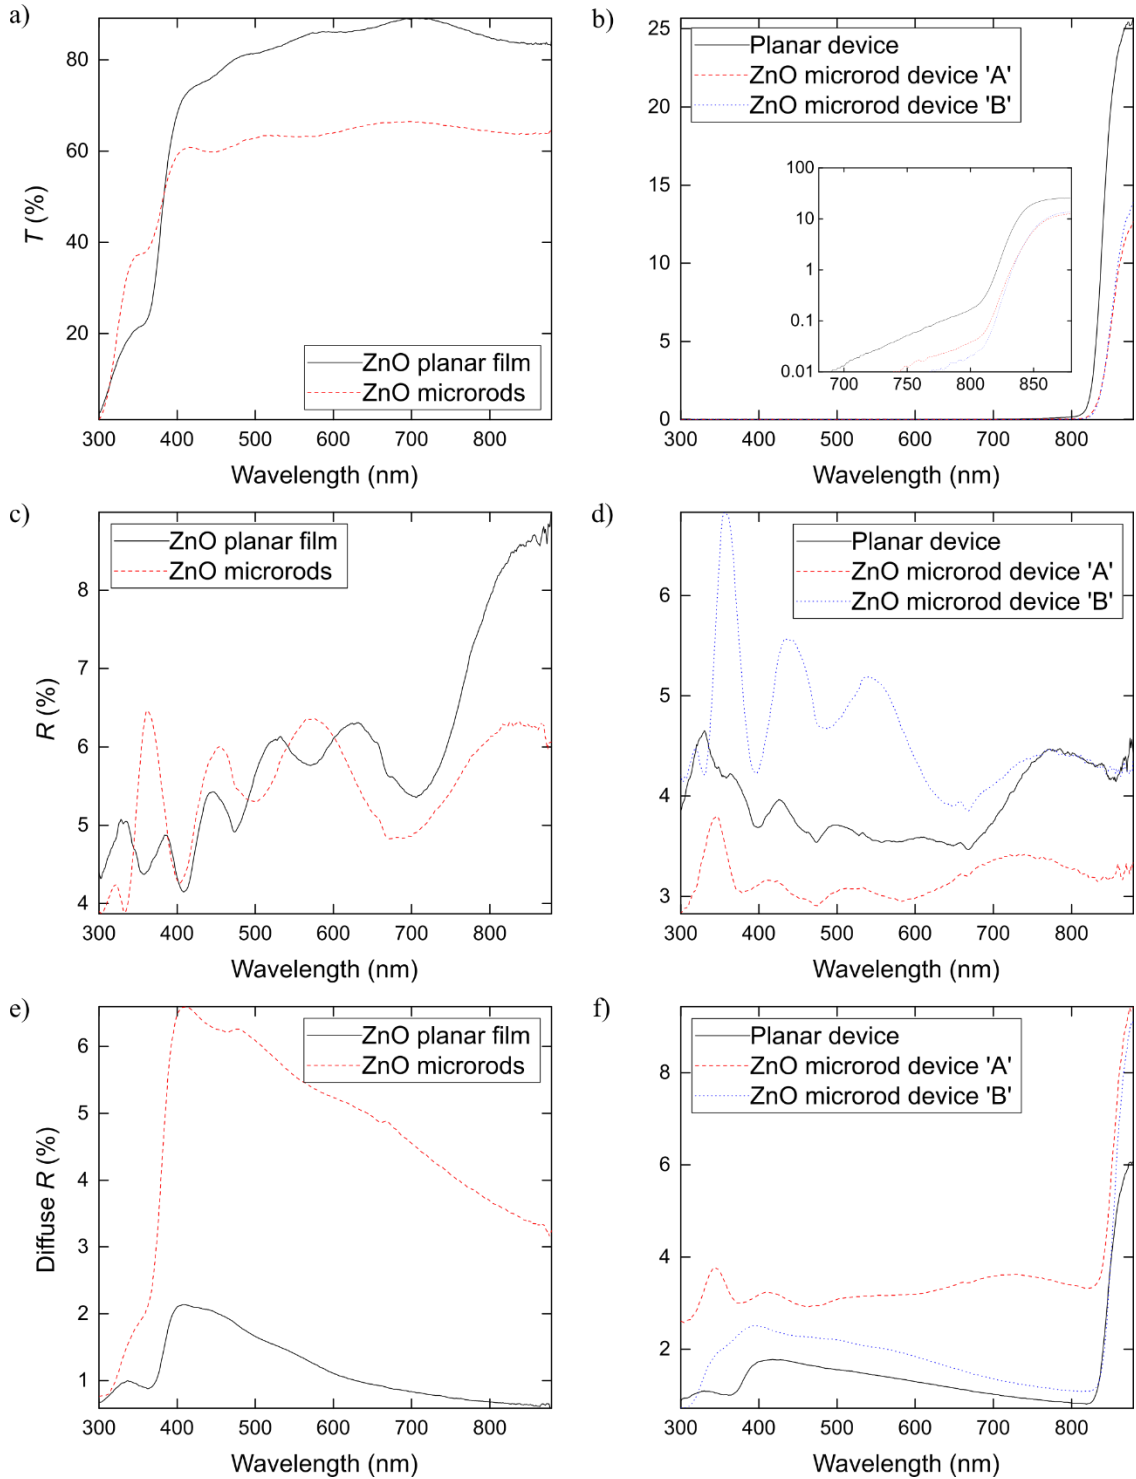 a)
80
60
40
20
T (%)
300 400 500 600 700 800
Wavelength (nm)
ZnO planar film
ZnO microrods
b)
25
20
15
10
5
0
300 400 500 600 700 800
Wavelength (nm)
Planar device
ZnO microrod device 'A'
ZnO microrod device 'B'
100
10
1
0.1
0.01
700 750 800 850
c)
8
7
6
5
4
R (%)
300 400 500 600 700 800
Wavelength (nm)
ZnO planar film
ZnO microrods
d)
6
5
4
3
300 400 500 600 700 800
Wavelength (nm)
Planar device
ZnO microrod device 'A'
ZnO microrod device 'B'
e)
6
5
4
3
2
1
Diffuse R (%)
300 400 500 600 700 800
Wavelength (nm)
ZnO planar film
ZnO microrods
f)
8
6
4
2
300 400 500 600 700 800
Wavelength (nm)
Planar device
ZnO microrod device 'A'
ZnO microrod device 'B'